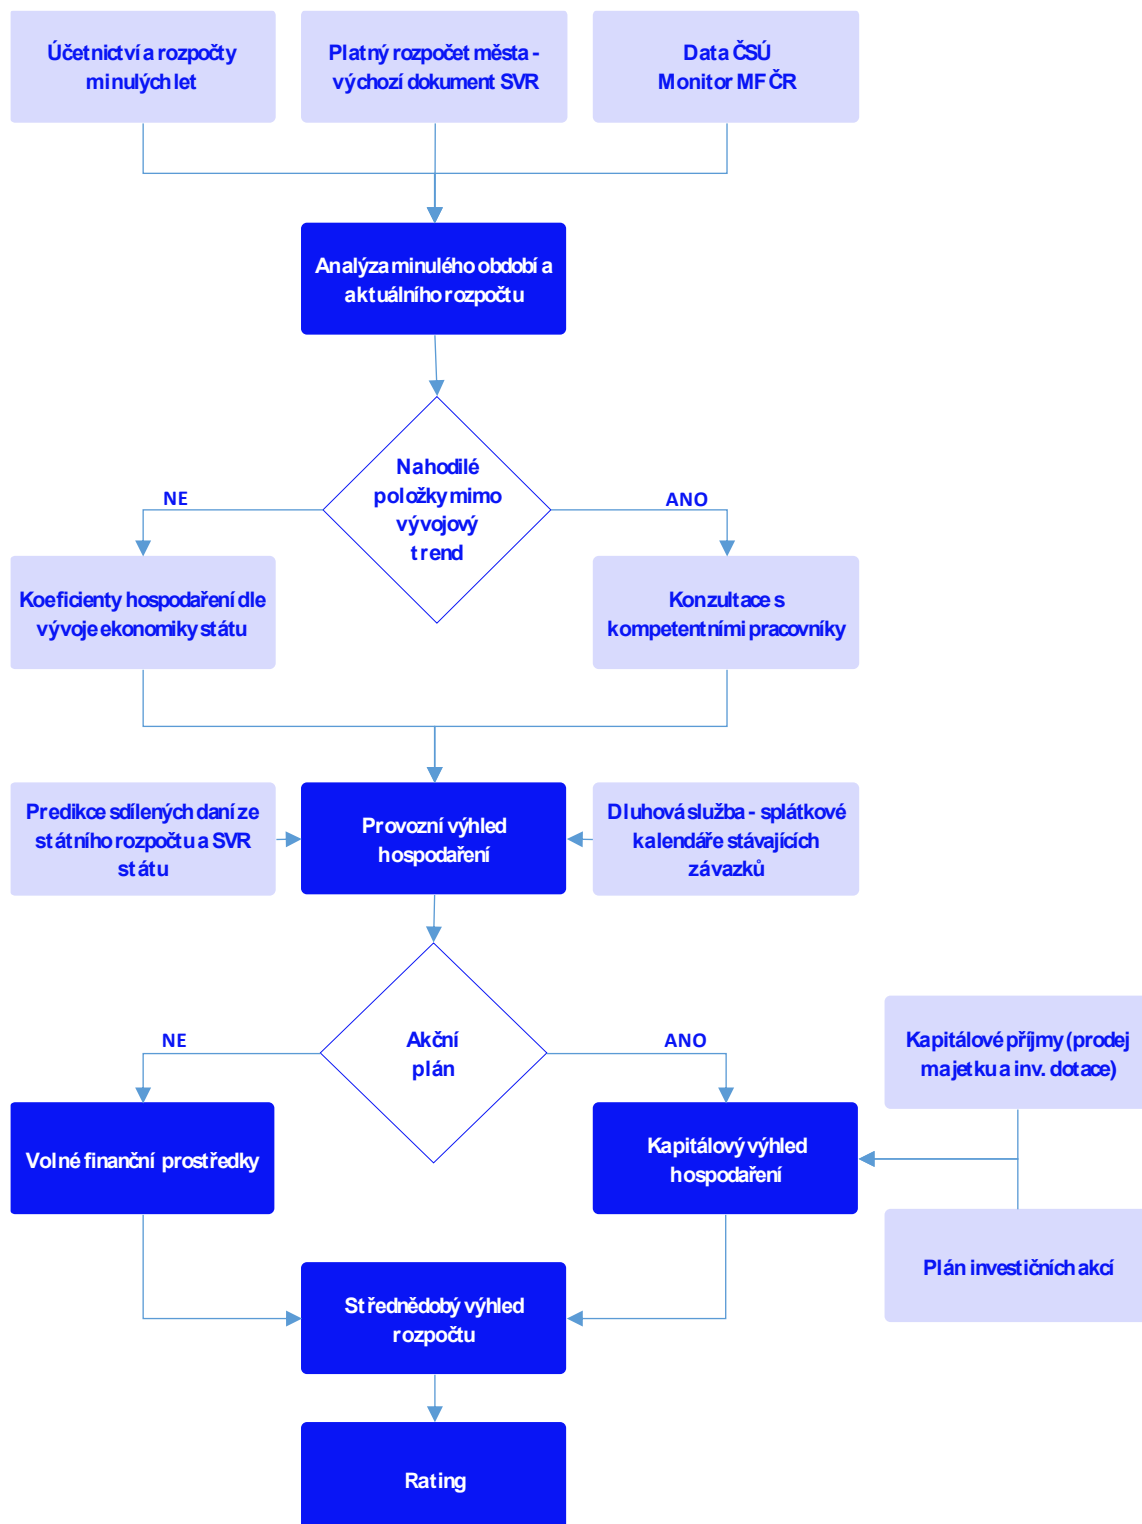 Účetnictví a rozpočty
minulých let
Platný rozpočet města -
výchozí dokument SVR
Data ČSÚ
Monitor MF ČR
Analýza minulého období a
aktuálního rozpočtu
Nahodilé
položky mimo
vývojový
trend
NE
ANO
Koeficienty hospodaření dle
vývoje ekonomiky státu
Konzultace s
kompetentními pracovníky
Predikce sdílených daní ze
státního rozpočtu a SVR
státu
Provozní výhled
hospodaření
Dluhová služba - splátkové
kalendáře stávajících
závazků
Akční
plán
NE
ANO
Kapitálové příjmy (prodej
majetku a inv. dotace)
Volné finanční prostředky
Kapitálový výhled
hospodaření
Plán investičních akcí
Střednědobý výhled
rozpočtu
Rating